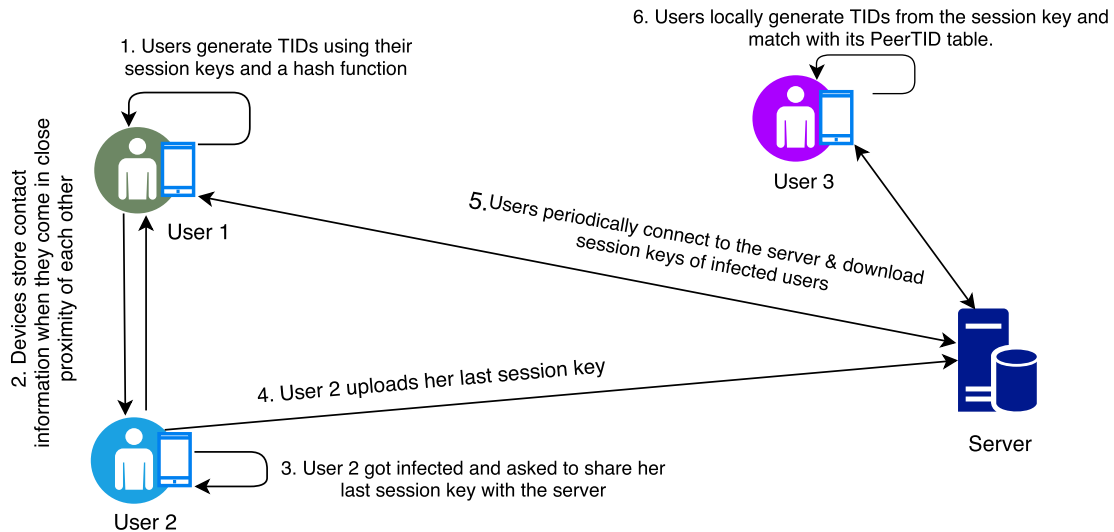 1. Users generate TIDs using their
session keys and a hash function
6. Users locally generate TIDs from the session key and
match with its PeerTID table.
2. Devices store contact
information when they come in close
proximity of each other
User 1
User 3
5.Users periodically connect to the server & download
session keys of infected users
4. User 2 uploads her last session key
Server
3. User 2 got infected and asked to share her
last session key with the server
User 2